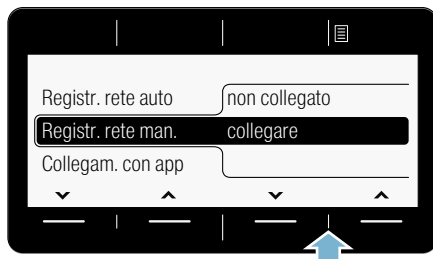 Registr. rete auto non collegato
Registr. rete man. collegare
Collegam. con app